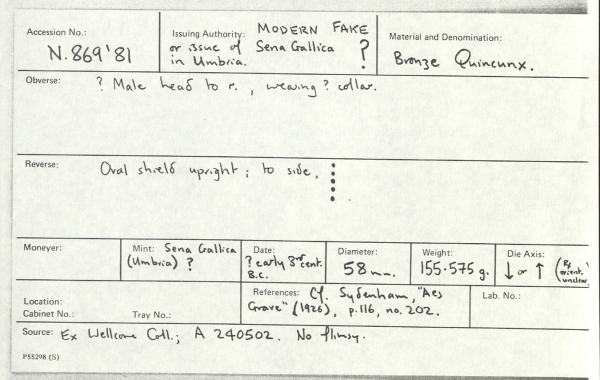 Accession No.:
N.869'81
Issuing Authority: MODERN FAKE
or issue of Sena Gallica ?
in Umbria.
Material and Denomination:
Bronze Quincunx.
Obverse: ? Male head to r., wearing ? collar.
Reverse: Oval shield upright; to side,
Moneyer:
Mint: Sena Gallica
(Umbria) ?
Date:
? early 3rd cent.
B.C.
Diameter:
58 mm.
Weight:
155.575 g.
Die Axis:
↓ or ↑ (Rx orient. unclear
Location:
Cabinet No.:
Tray No.:
References: Cf. Sydenham, "Aes
Grave" (1926), p.116, no. 202.
Lab. No.:
Source: Ex Wellcome Coll.; A 240502. No flimsy.
P55298 (S)